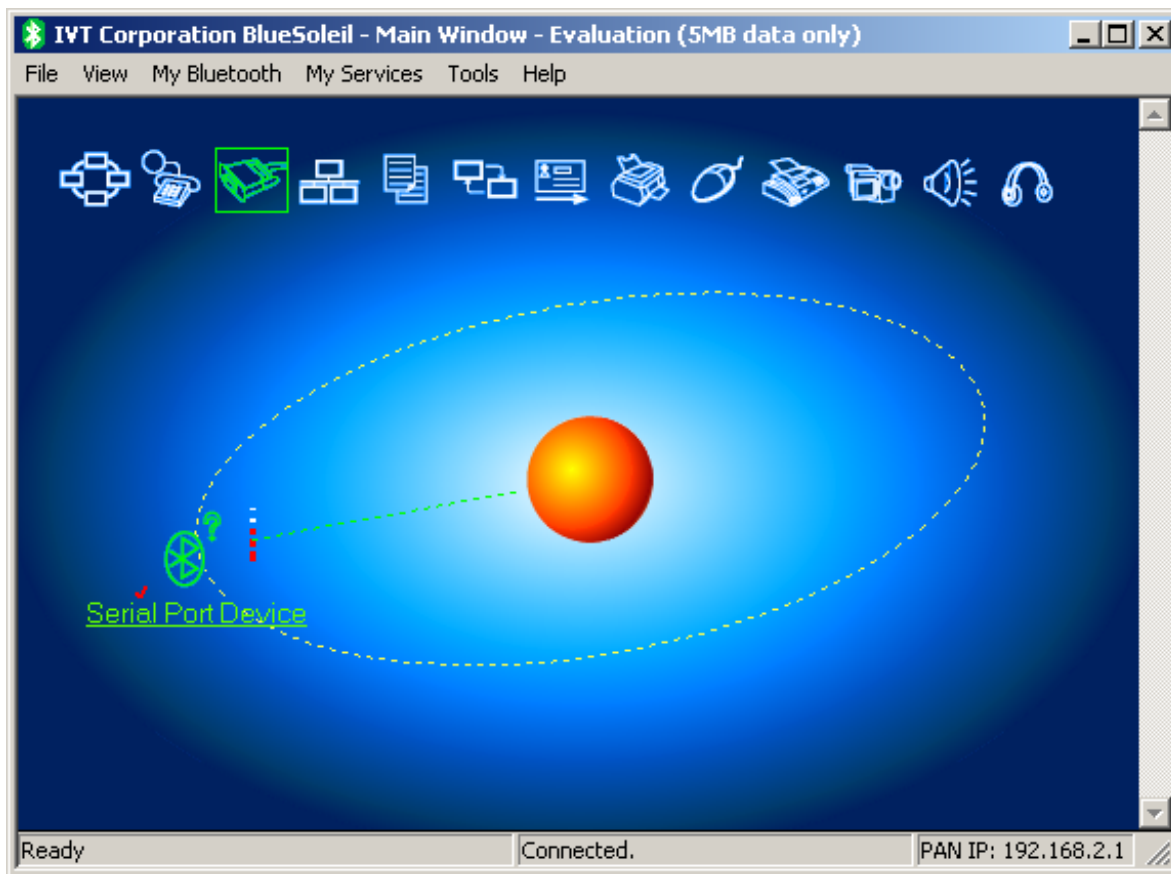 IVT Corporation BlueSoleil - Main Window - Evaluation (5MB data only)
File View My Bluetooth My Services Tools Help
?
Serial Port Device
Ready Connected. PAN IP: 192.168.2.1